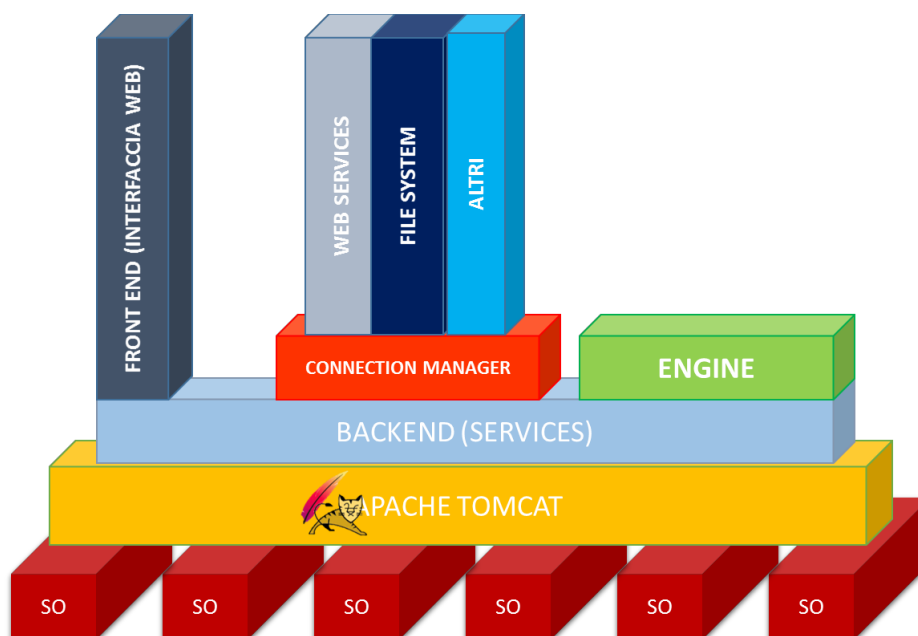 FRONT END (INTERFACCIA WEB)
WEB SERVICES
FILE SYSTEM
ALTRI
CONNECTION MANAGER
ENGINE
BACKEND (SERVICES)
APACHE TOMCAT
SO
SO
SO
SO
SO
SO